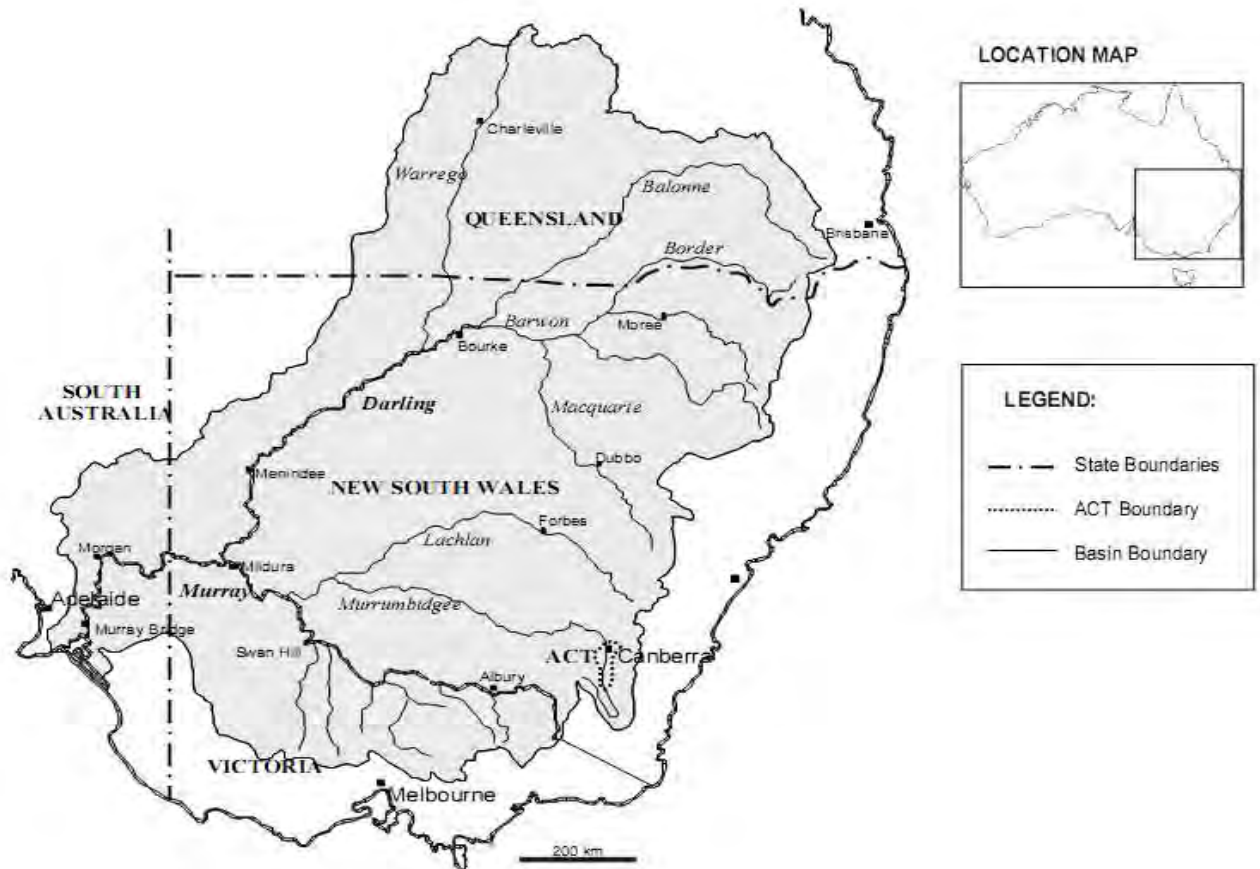 LOCATION MAP
Charleville
Warrego
Balonne
QUEENSLAND
Brisbane
Border
Barwon
Moree
Bourke
SOUTH
AUSTRALIA
Darling
Macquarie
Dubbo
Menindee
NEW SOUTH WALES
Forbes
Lachlan
Morgan
Mildura
Murray
Adelaide
Murrumbidgee
Murray Bridge
Swan Hill
ACT
Canberra
Albury
VICTORIA
Melbourne
200 km
LEGEND:
State Boundaries
ACT Boundary
Basin Boundary